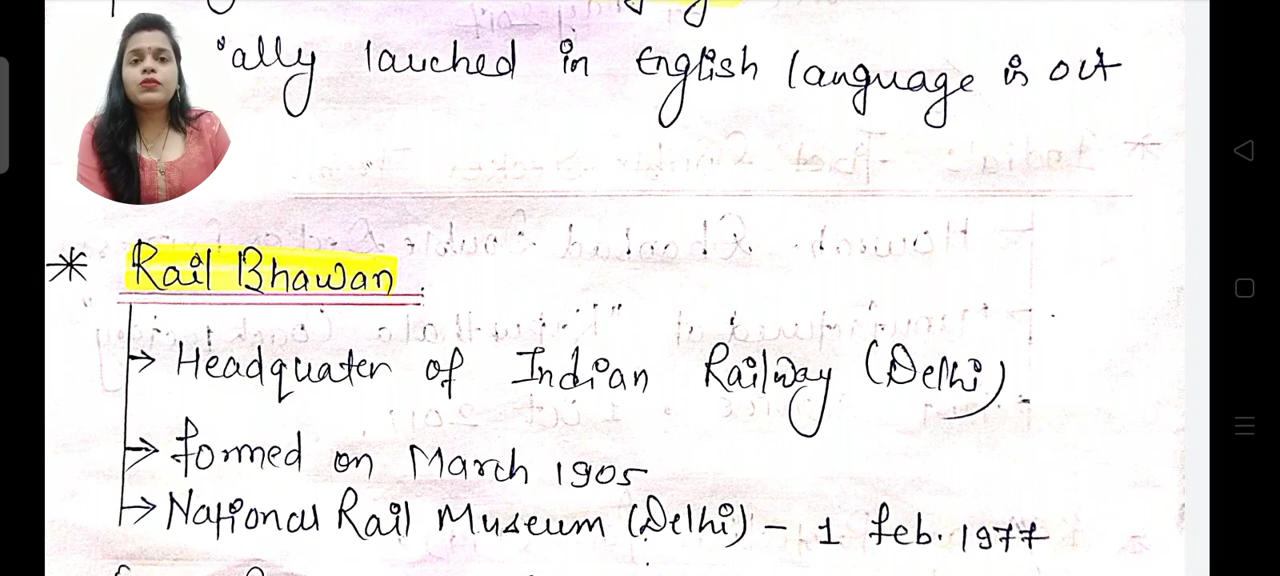 ally lauched in English language is out
* Rail Bhawan
→ Headquater of Indian Railway (Delhi)
→ formed on March 1905
→ National Rail Museum (Delhi) - 1 feb. 1977